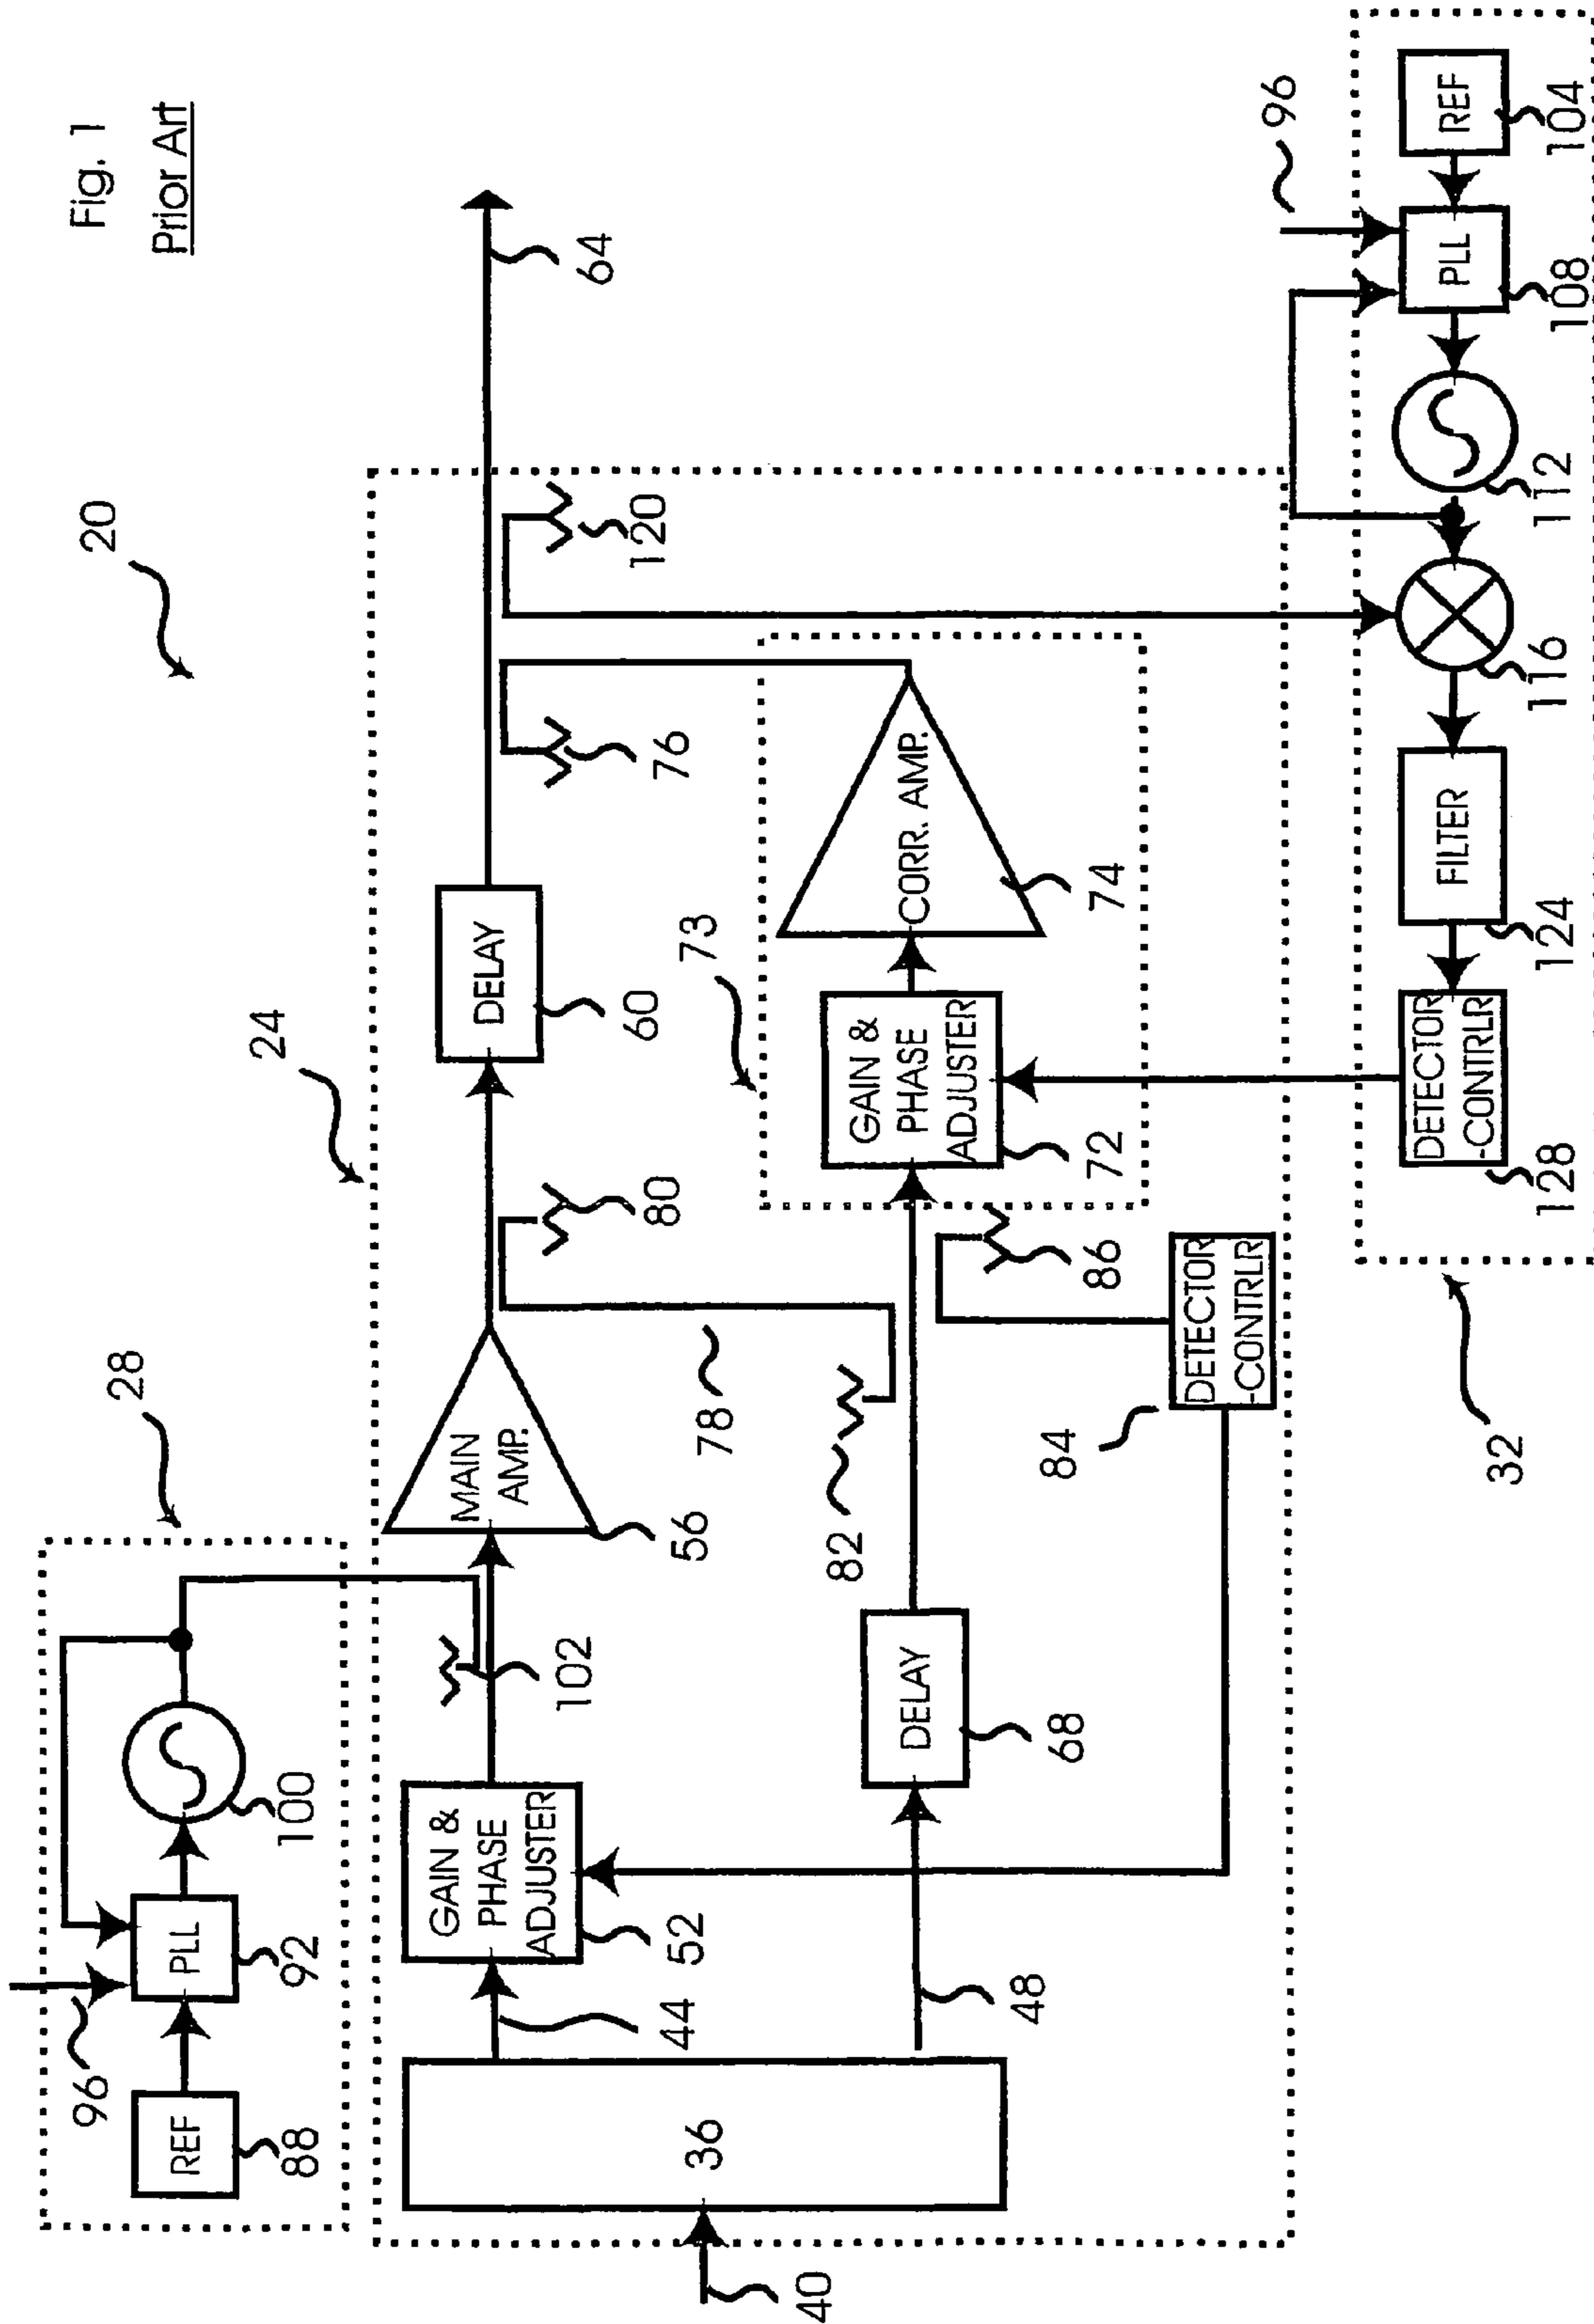 Fig. 1
Prior Art
20
24
28
96
REF
88
PLL
92
100
40
36
44
48
GAIN &
PHASE
ADJUSTER
52
102
MAIN
AMP.
56
80
78
82
DELAY
60
DELAY
68
64
76
120
73
GAIN &
PHASE
ADJUSTER
72
CORR. AMP.
74
86
DETECTOR
-CONTRLR
84
32
DETECTOR
-CONTRLR
128
FILTER
124
116
112
PLL
108
96
REF
104